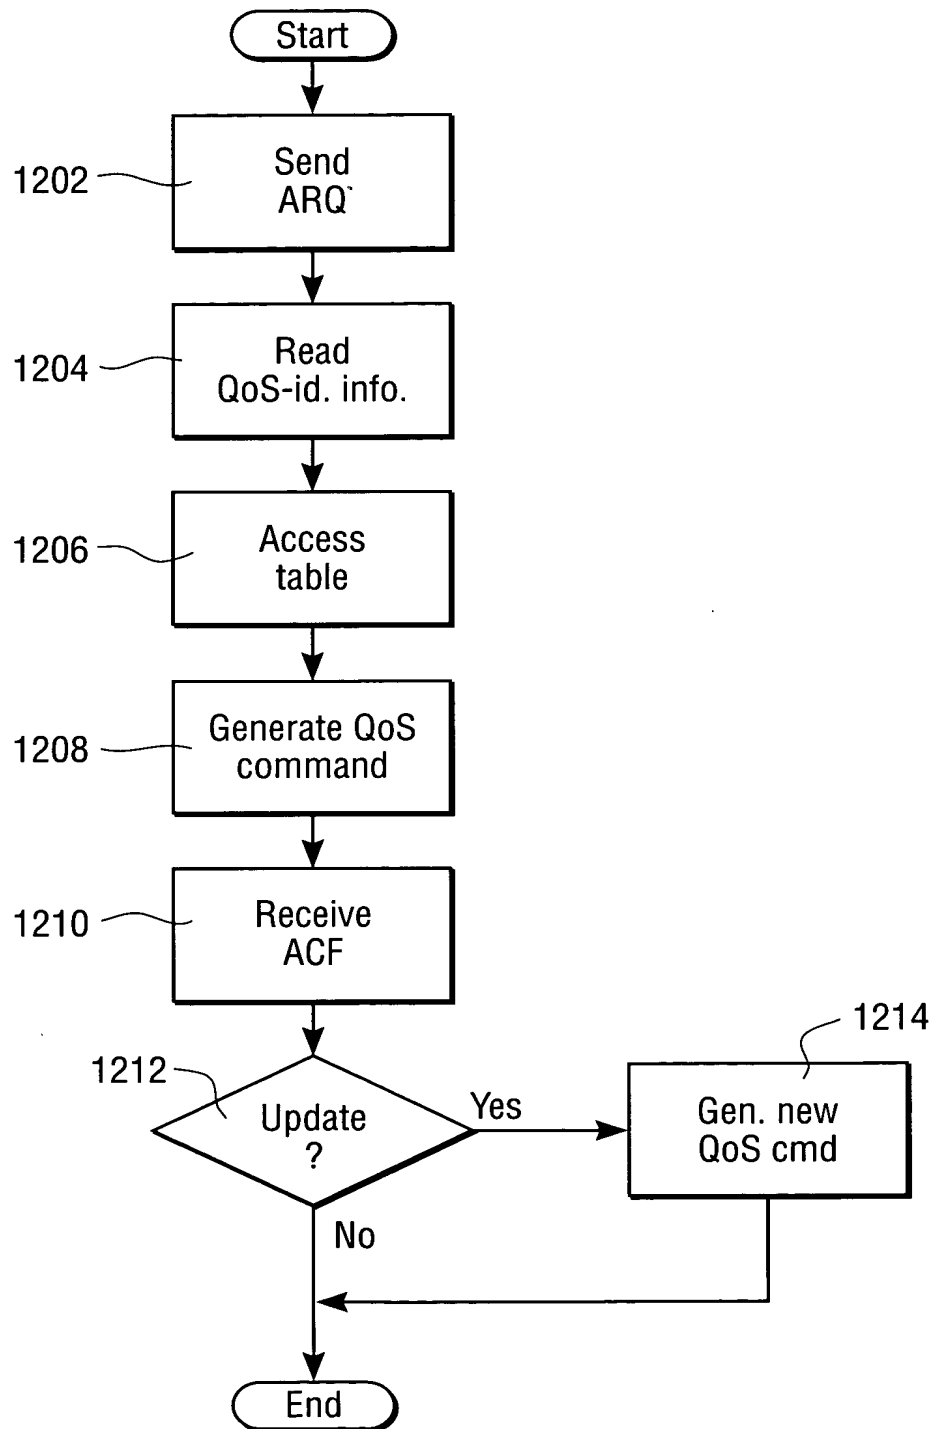 Start
1202
Send
ARQ
1204
Read
QoS-id. info.
1206
Access
table
1208
Generate QoS
command
1210
Receive
ACF
1212
Update
?
Yes
1214
Gen. new
QoS cmd
No
End